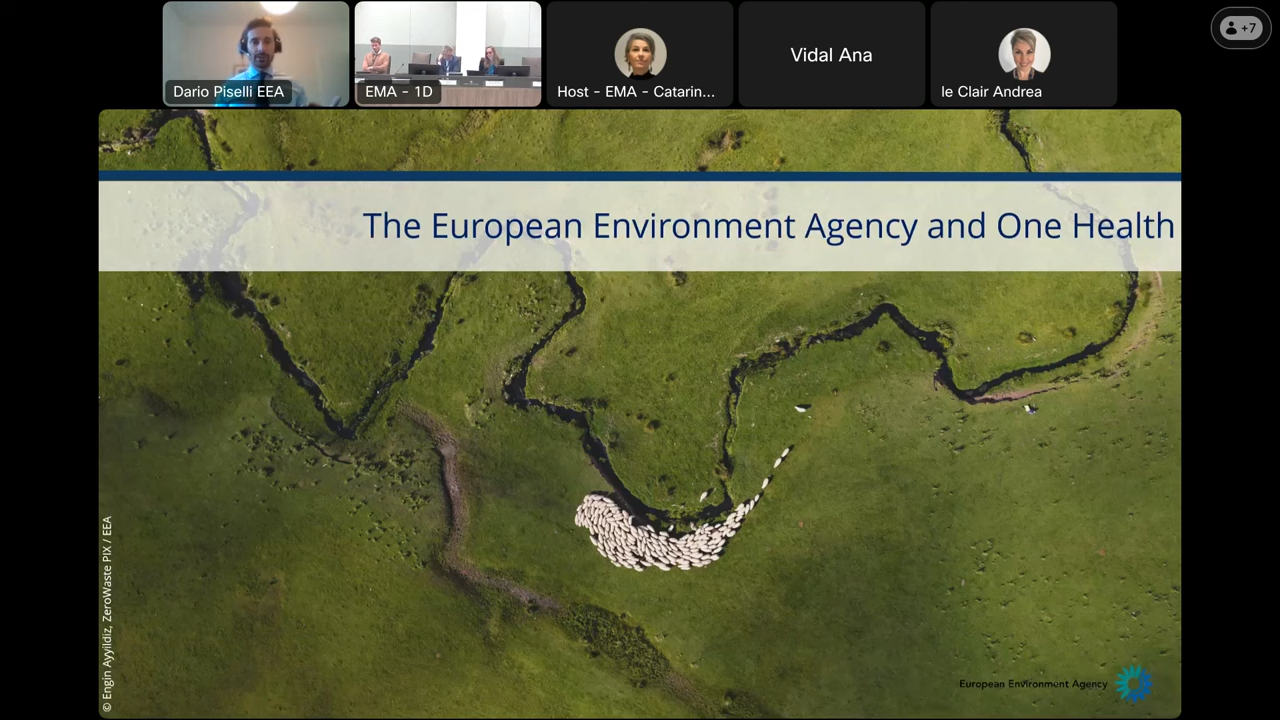 Dario Piselli EEA
EMA - 1D
Host - EMA - Catarin...
Vidal Ana
le Clair Andrea
+7
The European Environment Agency and One Health
© Engin Ayyildiz, ZeroWaste PIX / EEA
European Environment Agency